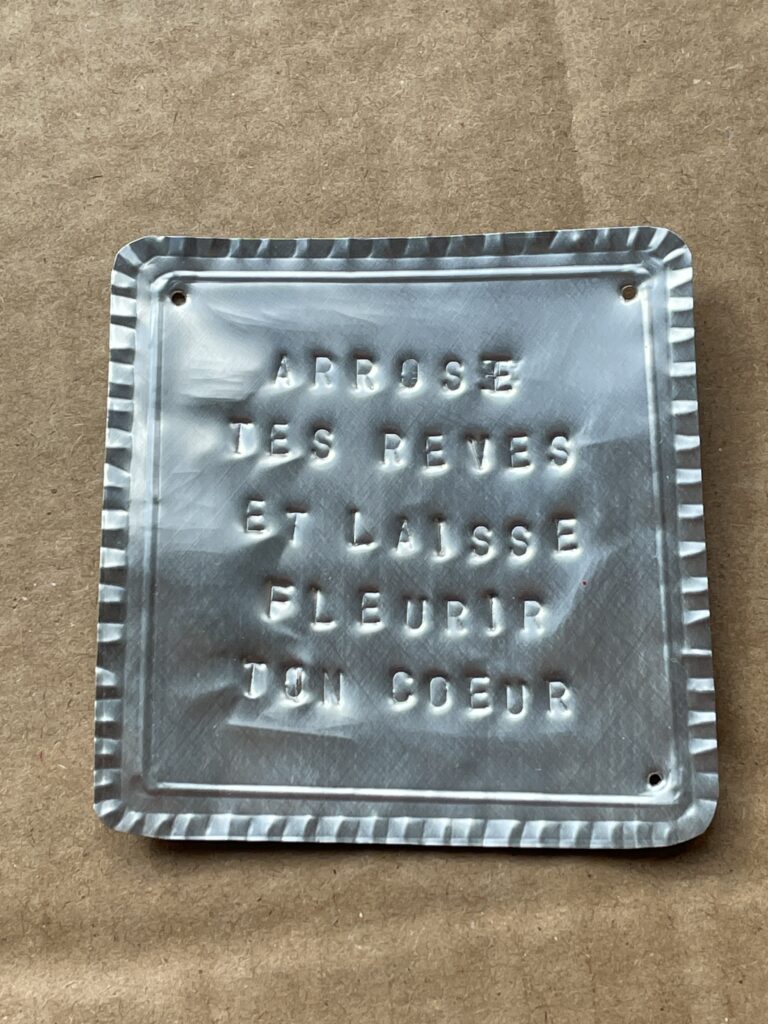 ARROSE
TES REVES
ET LAISSE
FLEURIR
TON COEUR